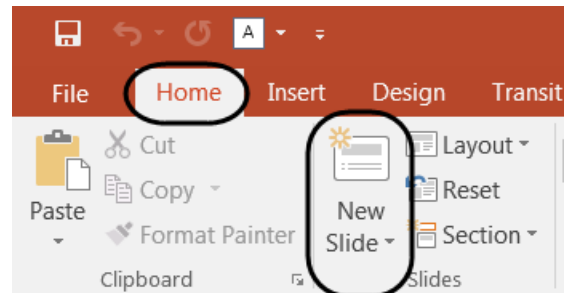 A
File Home Insert Design Transit
Cut
Copy
Paste
Format Painter
Clipboard
New
Slide
Layout
Reset
Section
Slides